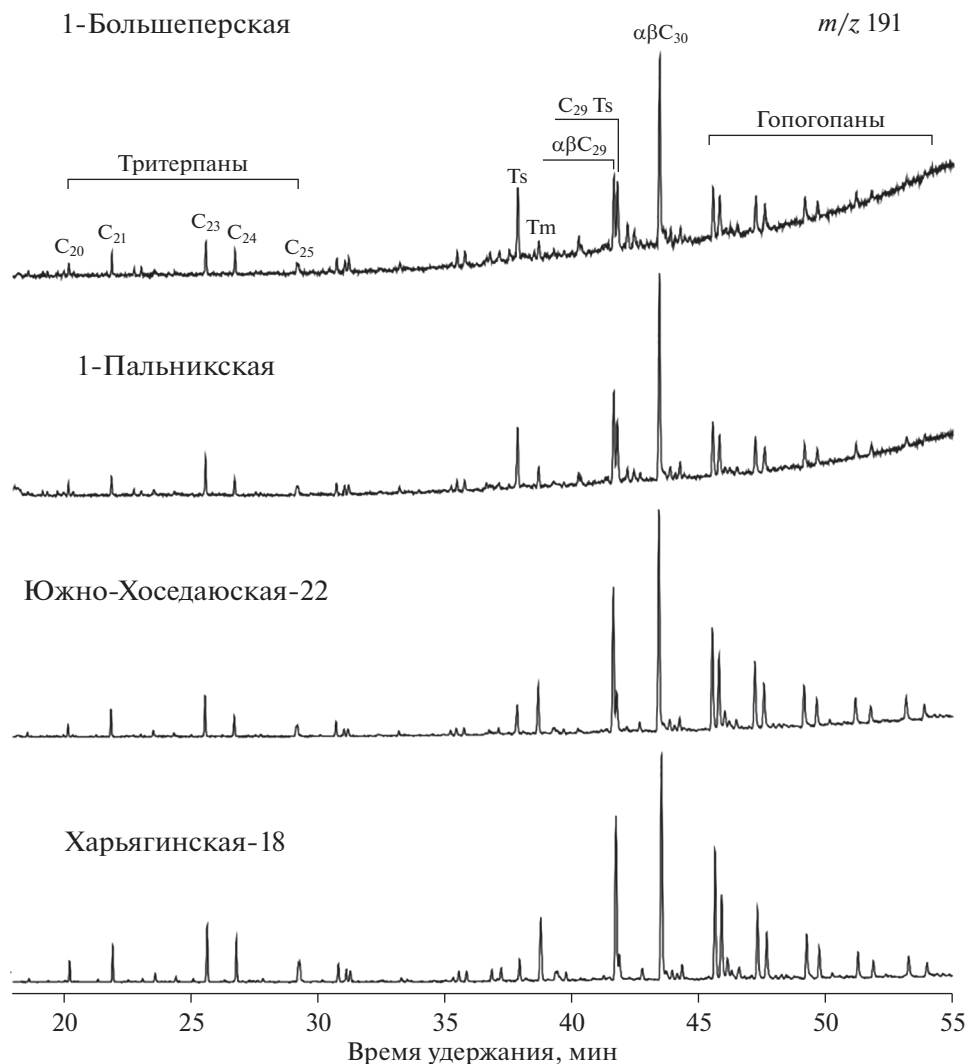 1-Большеперская
m/z 191
αβC₃₀
C₂₉ Ts
Гопогопаны
αβC₂₉
Тритерпаны
Ts
Tm
C₂₀
C₂₁
C₂₃
C₂₄
C₂₅
1-Пальникская
Южно-Хоседаюская-22
Харьягинская-18
20 25 30 35 40 45 50 55
Время удержания, мин